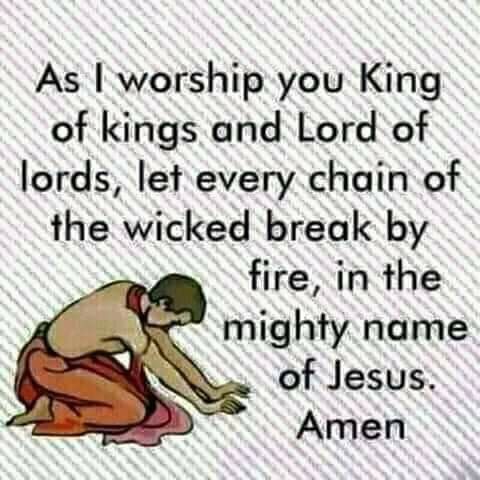 As I worship you King
of kings and Lord of
lords, let every chain of
the wicked break by
fire, in the
mighty name
of Jesus.
Amen